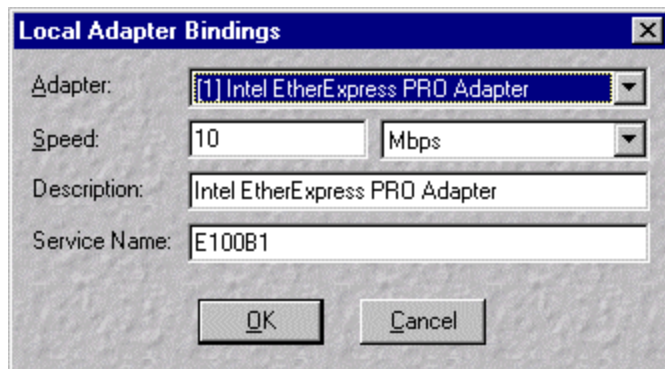 Local Adapter Bindings
Adapter: [1] Intel EtherExpress PRO Adapter
Speed: 10 Mbps
Description: Intel EtherExpress PRO Adapter
Service Name: E100B1
OK Cancel